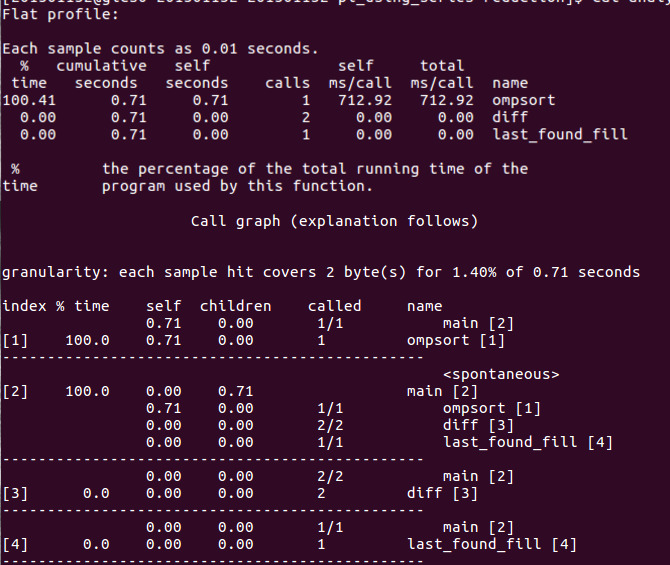 Flat profile:
Each sample counts as 0.01 seconds.
  %   cumulative   self              self     total
 time   seconds   seconds    calls  ms/call  ms/call  name
100.41      0.71     0.71        1   712.92   712.92  ompsort
  0.00      0.71     0.00        2     0.00     0.00  diff
  0.00      0.71     0.00        1     0.00     0.00  last_found_fill
 %         the percentage of the total running time of the
time       program used by this function.
Call graph (explanation follows)
granularity: each sample hit covers 2 byte(s) for 1.40% of 0.71 seconds
index % time    self  children    called     name
                0.71    0.00       1/1           main [2]
[1]    100.0    0.71    0.00       1         ompsort [1]
-----------------------------------------------
                                                 <spontaneous>
[2]    100.0    0.00    0.71                 main [2]
                0.71    0.00       1/1           ompsort [1]
                0.00    0.00       2/2           diff [3]
                0.00    0.00       1/1           last_found_fill [4]
-----------------------------------------------
                0.00    0.00       2/2           main [2]
[3]      0.0    0.00    0.00       2         diff [3]
-----------------------------------------------
                0.00    0.00       1/1           main [2]
[4]      0.0    0.00    0.00       1         last_found_fill [4]
-----------------------------------------------